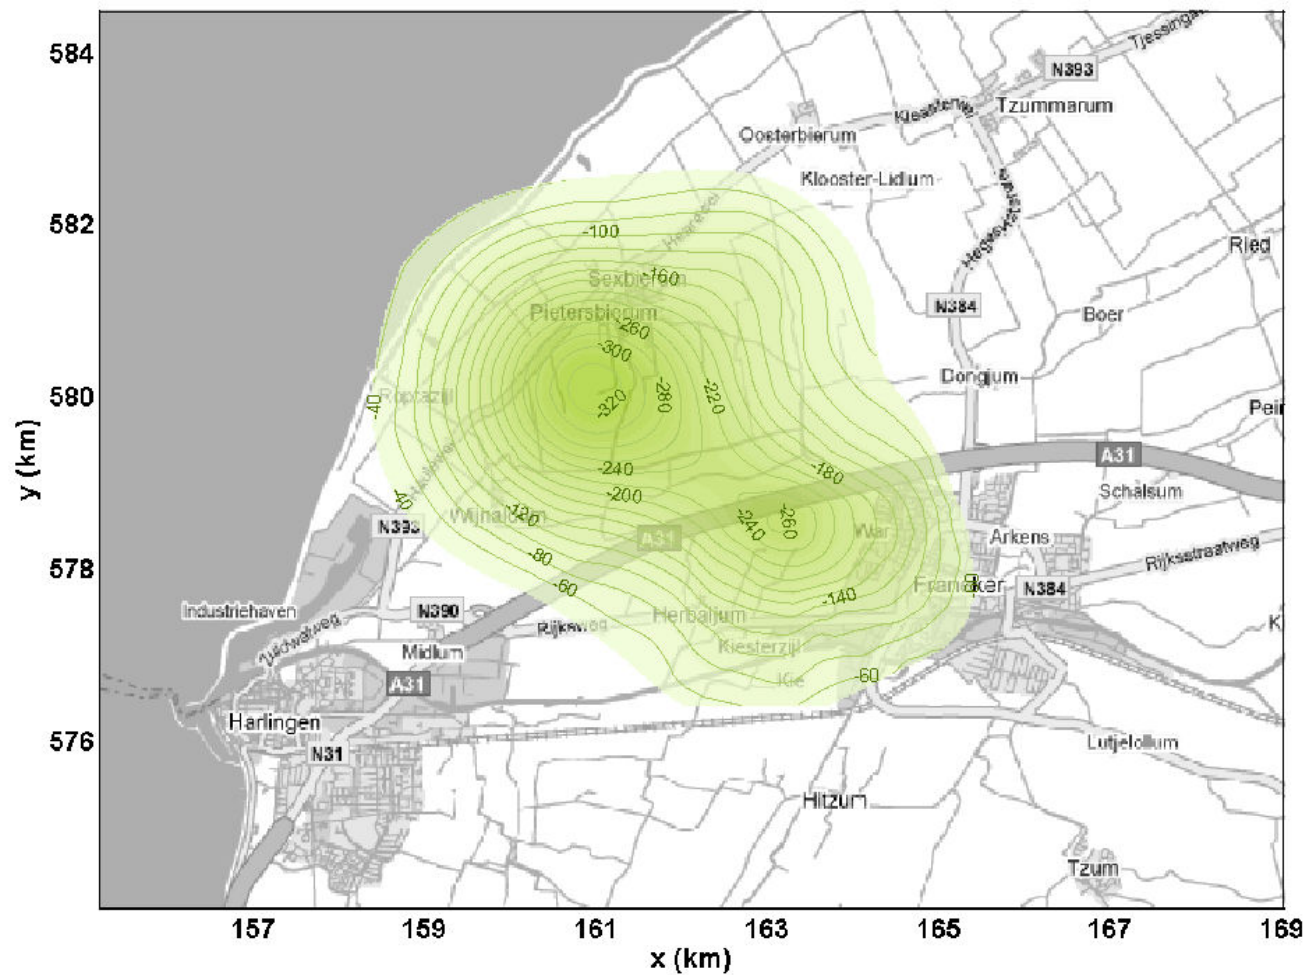 584
N393
Tzummarum
Oosterbierum
Klooster-Lidlum
582
-100
Ried
Sexbierum
-160
N384
Pietersbierum
Boer
-260
-300
Dongjum
580
-40
Roptazijl
-320
-280
-220
y (km)
-240
-180
A31
-200
Schalsum
-40
-120
Wijnaldum
N393
-240
-260
A31
Arkens
-80
578
-60
Franeker
N384
Rijksstraatweg
-140
Industriehaven
N390
Herbaijum
Zuidwalweg
Rijksweg
Midlum
Kiesterzijl
K
A31
Kie
-60
Harlingen
576
N31
Lutjelollum
Hitzum
Tzum
157
159
161
163
165
167
169
x (km)